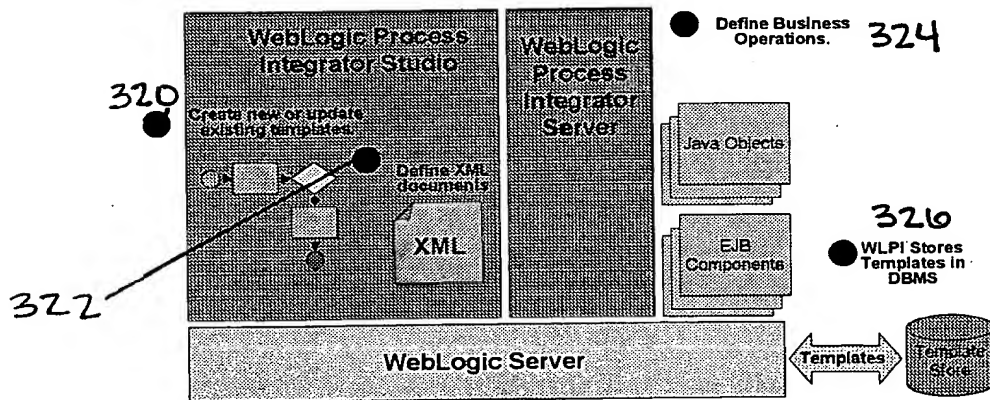 WebLogic Process
Integrator Studio
WebLogic
Process
Integrator
Server
Define Business
Operations.
324
320
Create new or update
existing templates.
Define XML
documents
XML
Java Objects
EJB
Components
326
WLPI Stores
Templates in
DBMS
322
WebLogic Server
Templates
Template
Store